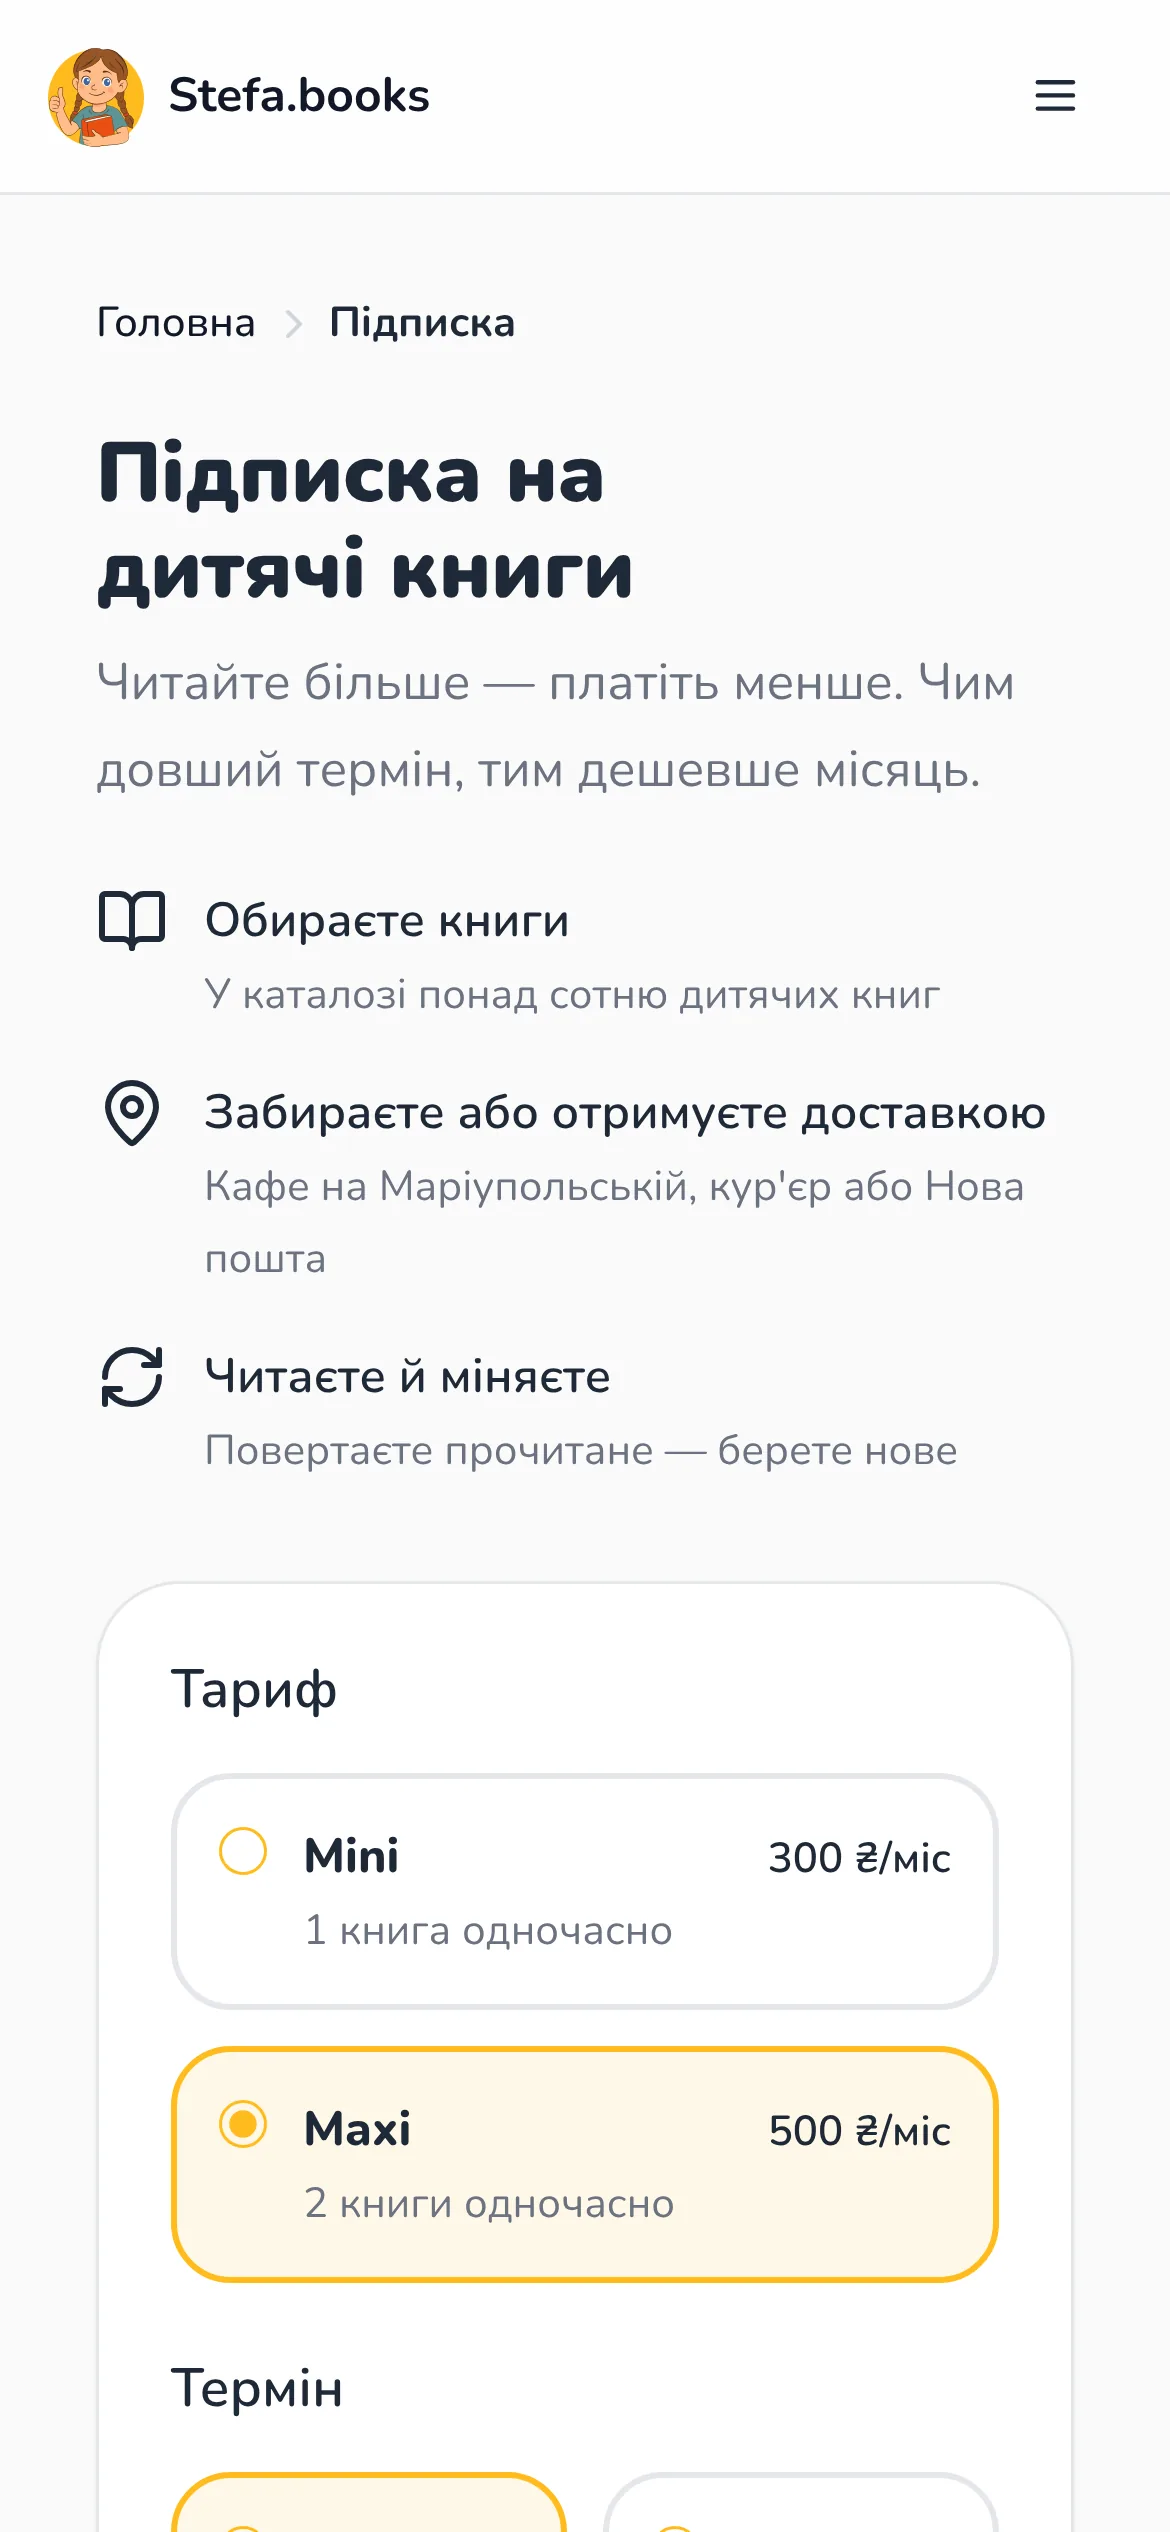 Stefa.books
Головна > Підписка
Підписка на
дитячі книги
Читайте більше — платіть менше. Чим
довший термін, тим дешевше місяць.
Обираєте книги
У каталозі понад сотню дитячих книг
Забираєте або отримуєте доставкою
Кафе на Маріупольській, кур'єр або Нова
пошта
Читаєте й міняєте
Повертаєте прочитане — берете нове
Тариф
Mini 300 ₴/міс
1 книга одночасно
Maxi 500 ₴/міс
2 книги одночасно
Термін